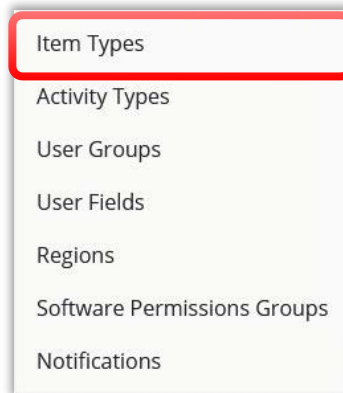 Item Types
Activity Types
User Groups
User Fields
Regions
Software Permissions Groups
Notifications